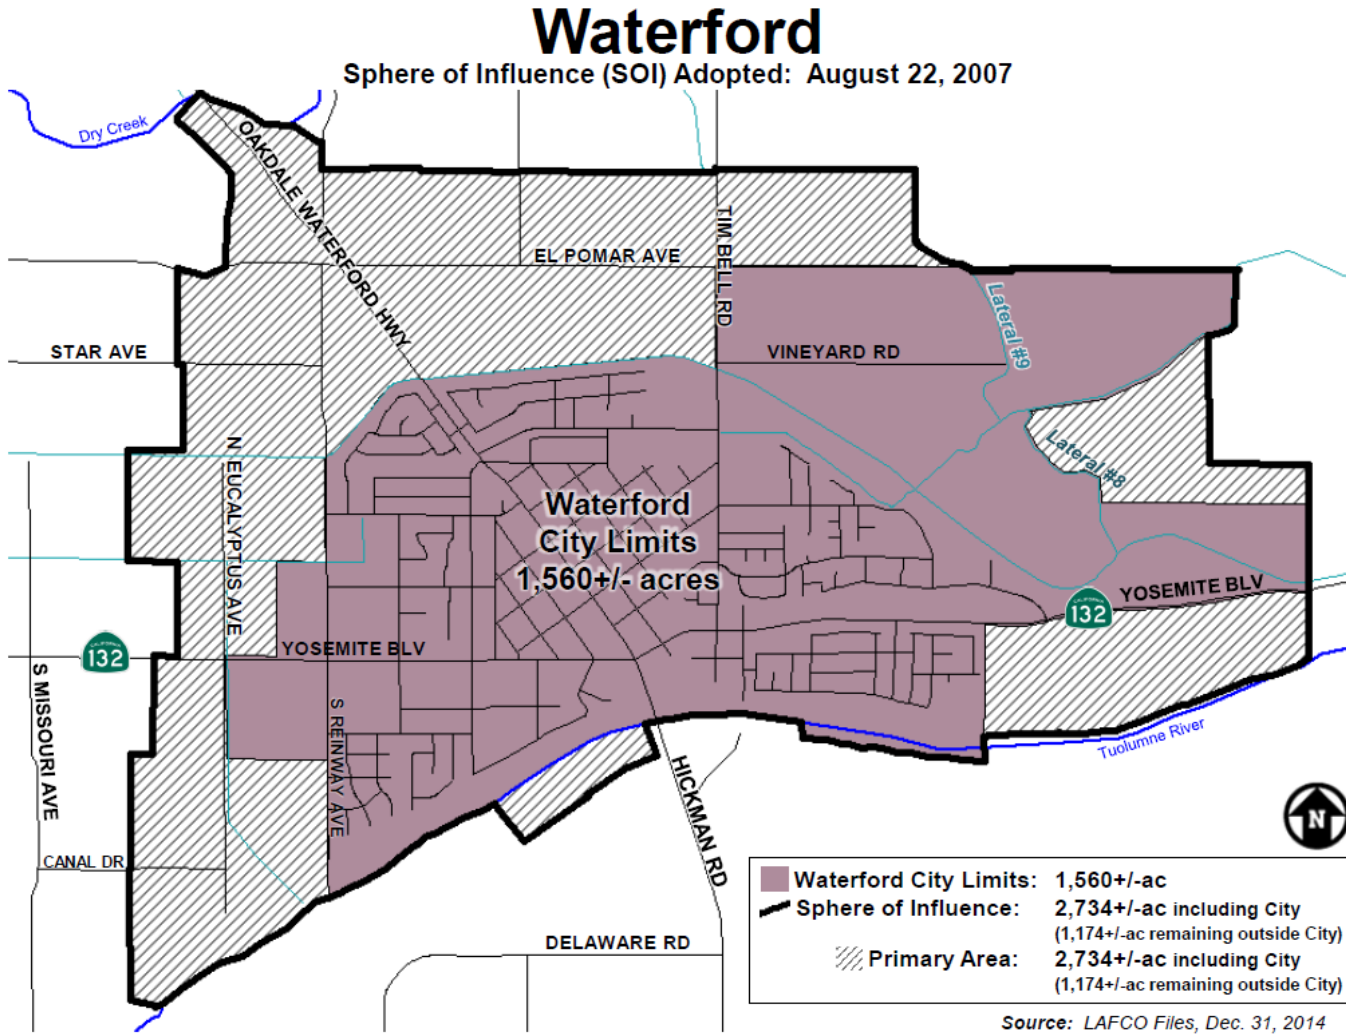 Waterford
Sphere of Influence (SOI) Adopted: August 22, 2007
Dry Creek
OAKDALE WATERFORD HWY
TIM BELL RD
EL POMAR AVE
Lateral #9
STAR AVE
VINEYARD RD
N EUCALYPTUS AVE
Lateral #8
Waterford
City Limits
1,560+/- acres
YOSEMITE BLV
CALIFORNIA
132
CALIFORNIA
132
YOSEMITE BLV
S MISSOURI AVE
S REINWAY AVE
Tuolumne River
HICKMAN RD
N
CANAL DR
DELAWARE RD
Waterford City Limits: 1,560+/-ac
Sphere of Influence: 2,734+/-ac including City
(1,174+/-ac remaining outside City)
Primary Area: 2,734+/-ac including City
(1,174+/-ac remaining outside City)
Source: LAFCO Files, Dec. 31, 2014